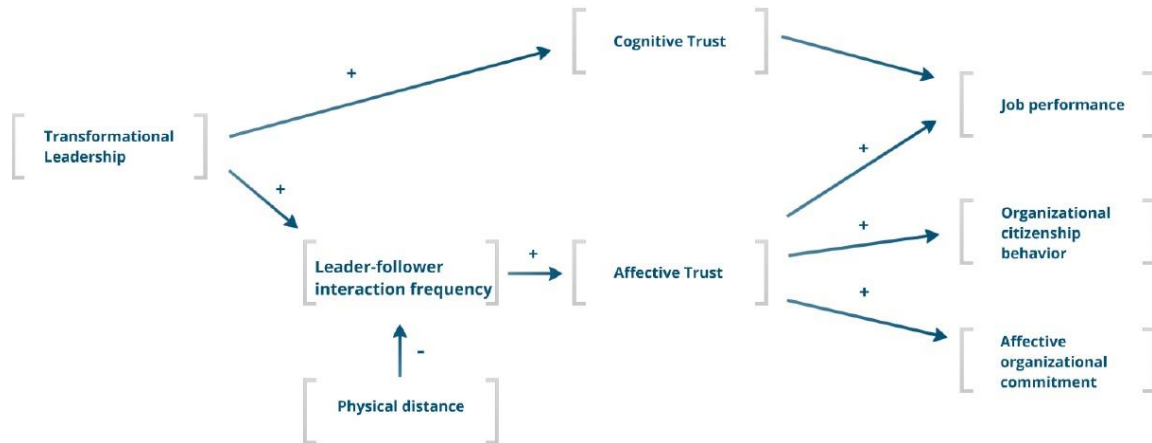 Cognitive Trust
+
Job performance
Transformational
Leadership
+
+
Organizational
citizenship
behavior
+
+
Leader-follower
interaction frequency
Affective Trust
+
Affective
organizational
commitment
-
Physical distance